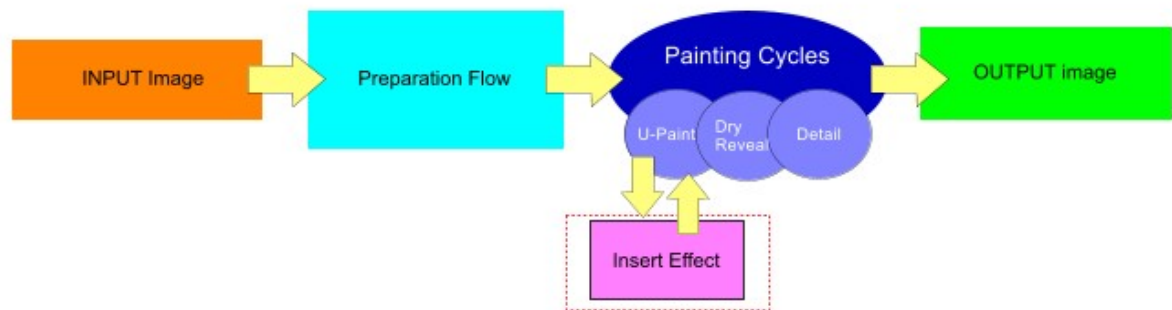 INPUT Image
Preparation Flow
Painting Cycles
U-Paint
Dry
Reveal
Detail
OUTPUT image
Insert Effect